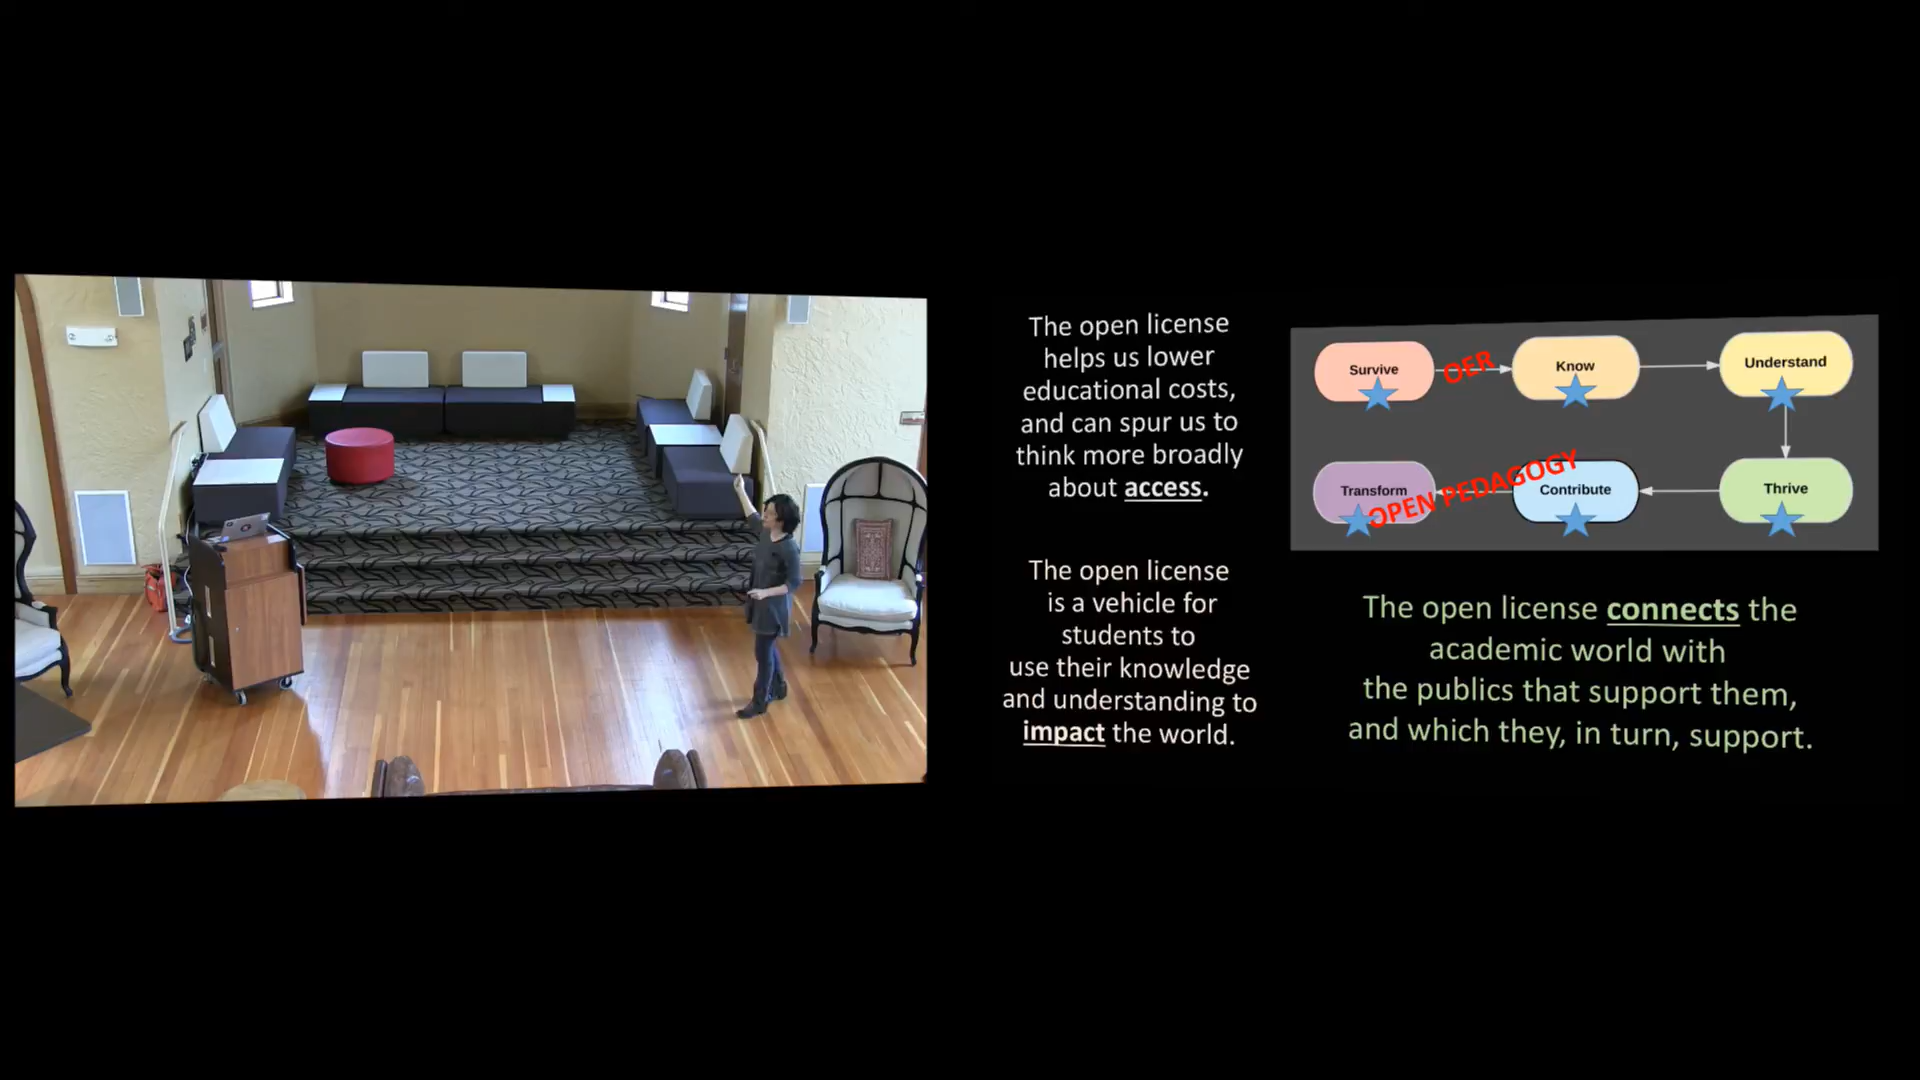 The open license
helps us lower
educational costs,
and can spur us to
think more broadly
about access.
The open license
is a vehicle for
students to
use their knowledge
and understanding to
impact the world.
Survive
OER
Know
Understand
Transform
OPEN PEDAGOGY
Contribute
Thrive
The open license connects the
academic world with
the publics that support them,
and which they, in turn, support.